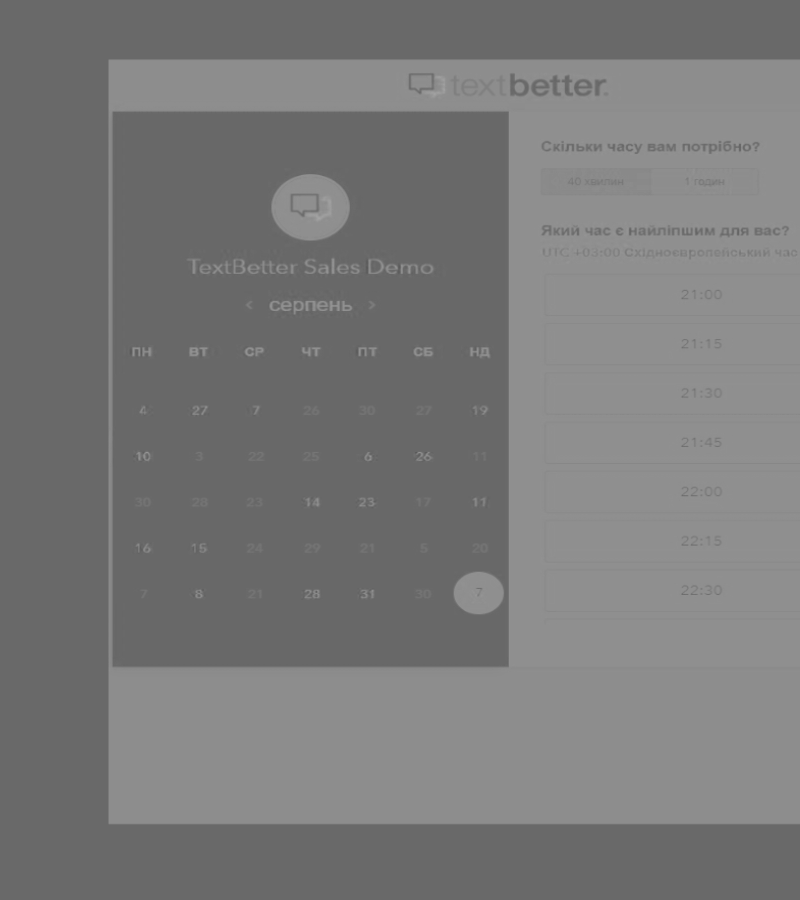 textbetter.
TextBetter Sales Demo
< серпень >
ПН ВТ СР ЧТ ПТ СБ НД
4 27 7 26 30 27 19
10 3 22 25 6 26 11
30 28 23 14 23 17 11
16 15 24 29 21 5 20
7 8 21 28 31 30 7
Скільки часу вам потрібно?
40 хвилин 1 годин
Який час є найліпшим для вас?
UTC +03:00 Східноєвропейський час
21:00
21:15
21:30
21:45
22:00
22:15
22:30